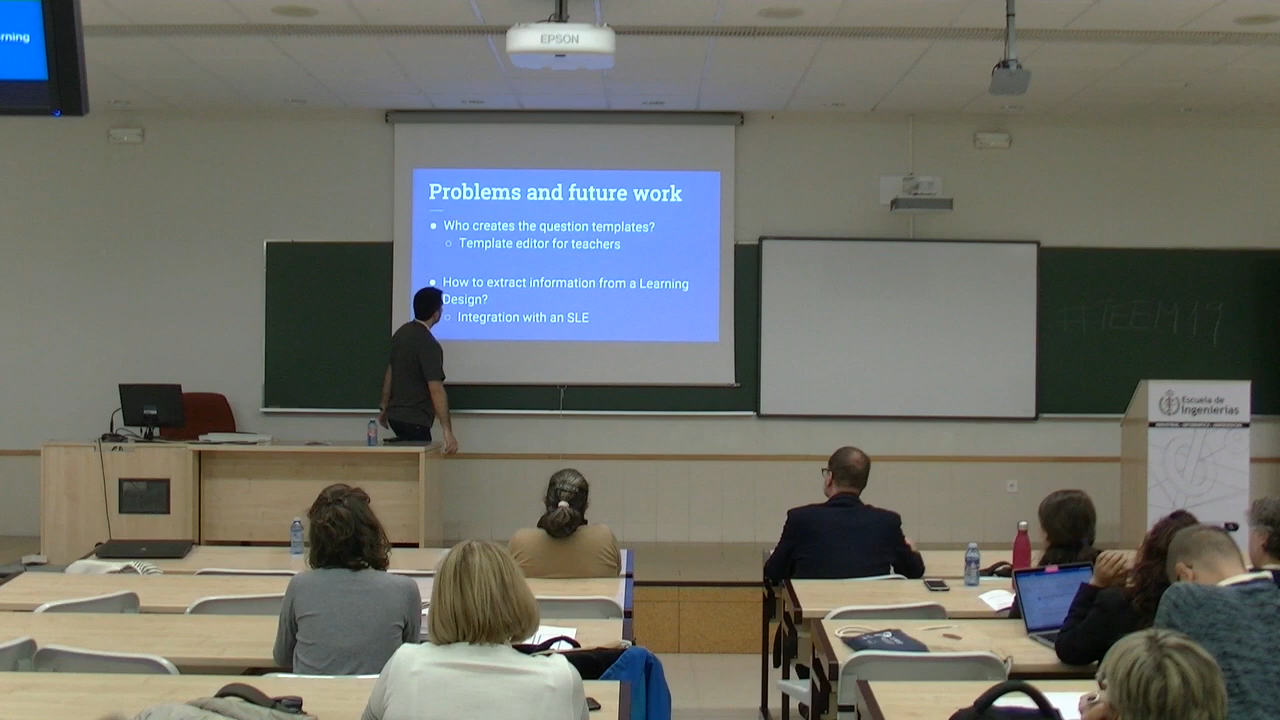 rning
EPSON
Problems and future work
Who creates the question templates?
Template editor for teachers
How to extract information from a Learning
Design?
Integration with an SLE
#TEEM19
Escuela de
Ingenierías